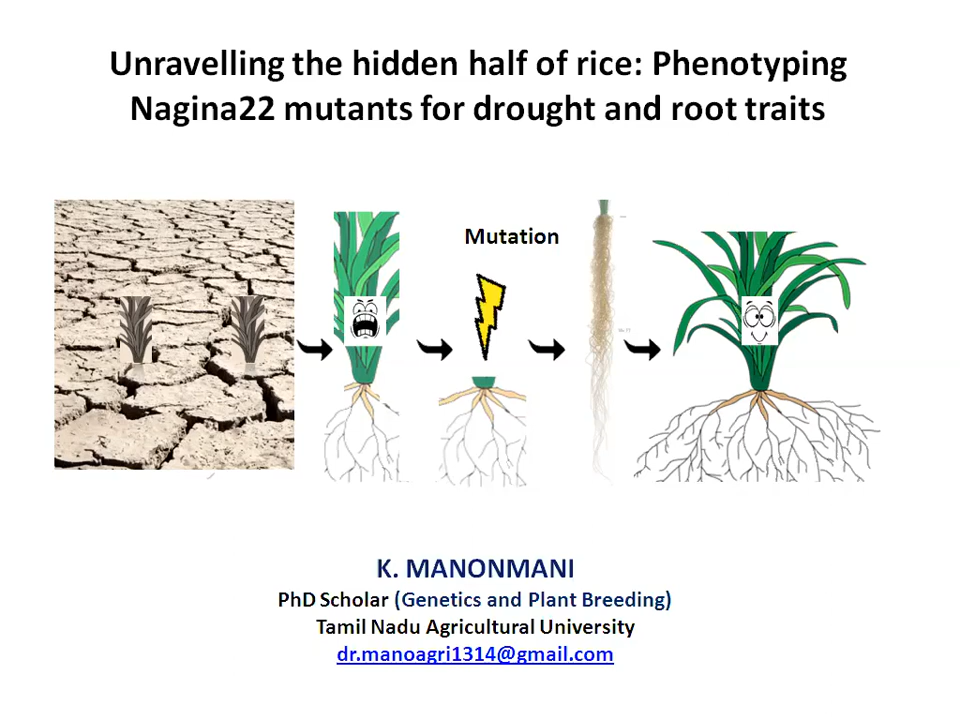 Unravelling the hidden half of rice: Phenotyping
Nagina22 mutants for drought and root traits
Mutation
K. MANONMANI
PhD Scholar (Genetics and Plant Breeding)
Tamil Nadu Agricultural University
dr.manoagri1314@gmail.com